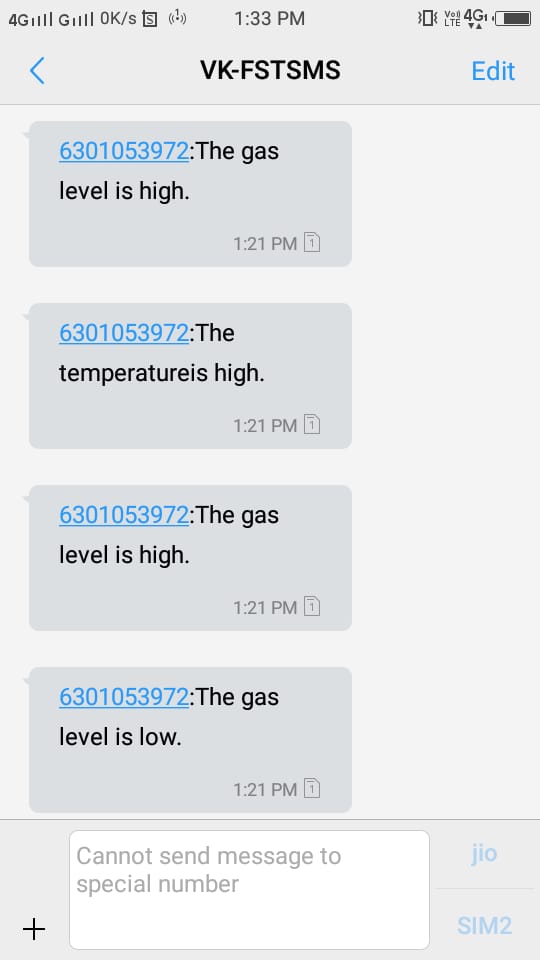 4G G 0K/s S 1:33 PM Vo)) LTE 4G
VK-FSTSMS Edit
6301053972:The gas
level is high.
1:21 PM 1
6301053972:The
temperatureis high.
1:21 PM 1
6301053972:The gas
level is high.
1:21 PM 1
6301053972:The gas
level is low.
1:21 PM 1
Cannot send message to
special number
jio
SIM2